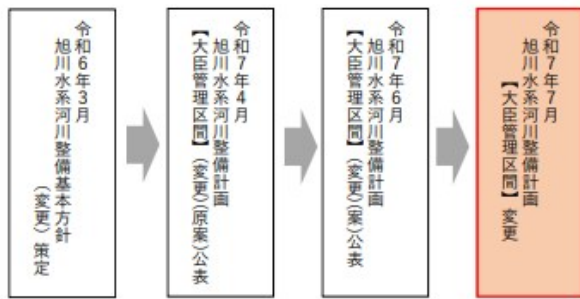 令和6年3月
旭川水系河川整備基本方針
（変更）策定
令和7年4月
旭川水系河川整備計画
【大臣管理区間】（変更）（原案）公表
令和7年6月
旭川水系河川整備計画
【大臣管理区間】（変更）（案）公表
令和7年7月
旭川水系河川整備計画
【大臣管理区間】変更